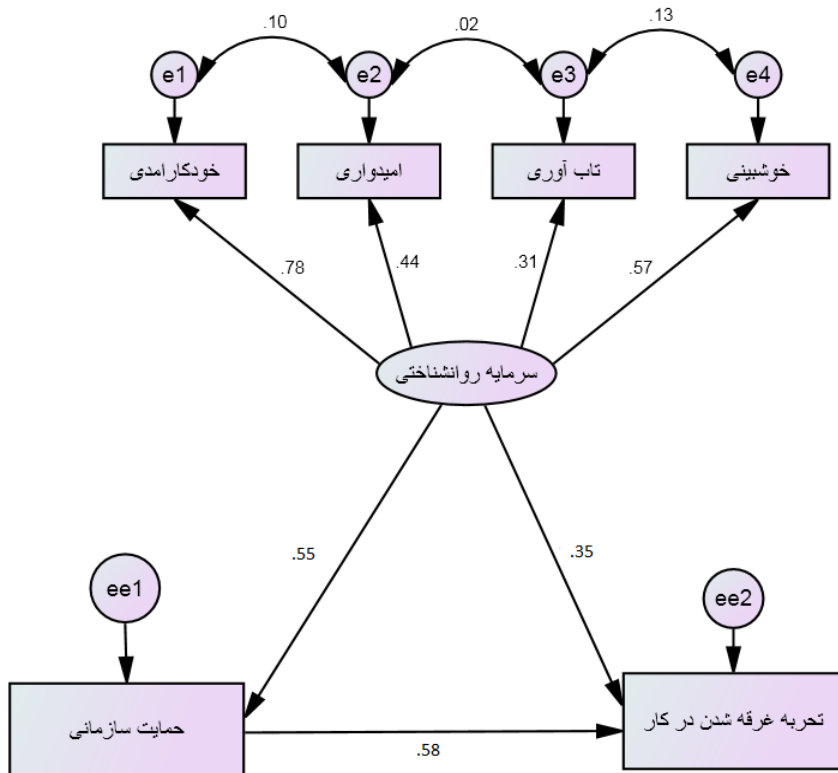 .10
.02
.13
e1
e2
e3
e4
خودکارامدی
امیدواری
تاب آوری
خوشبینی
.78
.44
.31
.57
سرمایه روانشناختی
.55
.35
ee1
ee2
حمایت سازمانی
تجربه غرقه شدن در کار
.58